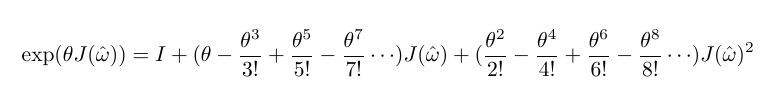 exp(θJ(ω̂)) = I + (θ − θ³/3! + θ⁵/5! − θ⁷/7! ⋯)J(ω̂) + (θ²/2! − θ⁴/4! + θ⁶/6! − θ⁸/8! ⋯)J(ω̂)²